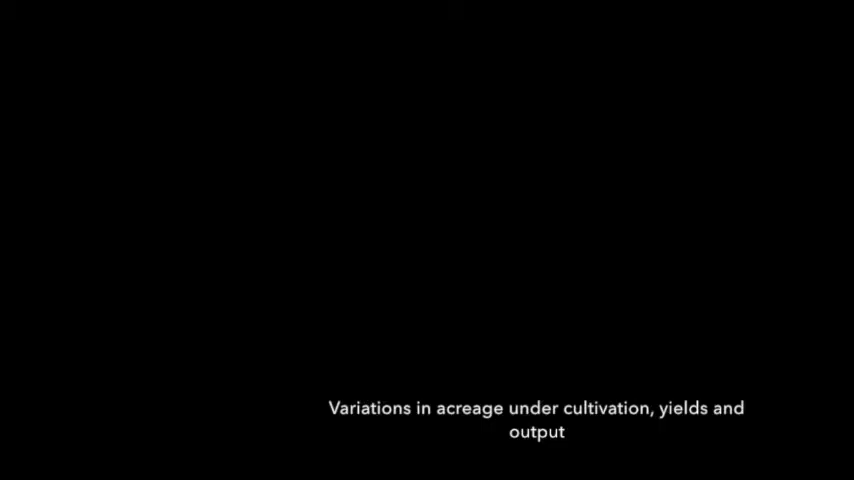 Variations in acreage under cultivation, yields and
output